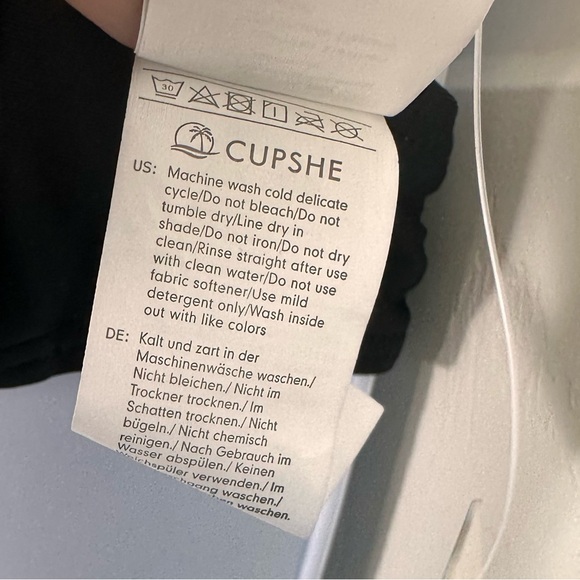 30
CUPSHE
US: Machine wash cold delicate
cycle/Do not bleach/Do not
tumble dry/Line dry in
shade/Do not iron/Do not dry
clean/Rinse straight after use
with clean water/Do not use
fabric softener/Use mild
detergent only/Wash inside
out with like colors
DE: Kalt und zart in der
Maschinenwäsche waschen./
Nicht bleichen./ Nicht im
Trockner trocknen./ Im
Schatten trocknen./ Nicht
bügeln./ Nicht chemisch
reinigen./ Nach Gebrauch im
Wasser abspülen./ Keinen
verwenden./ Im
waschen./
waschen.